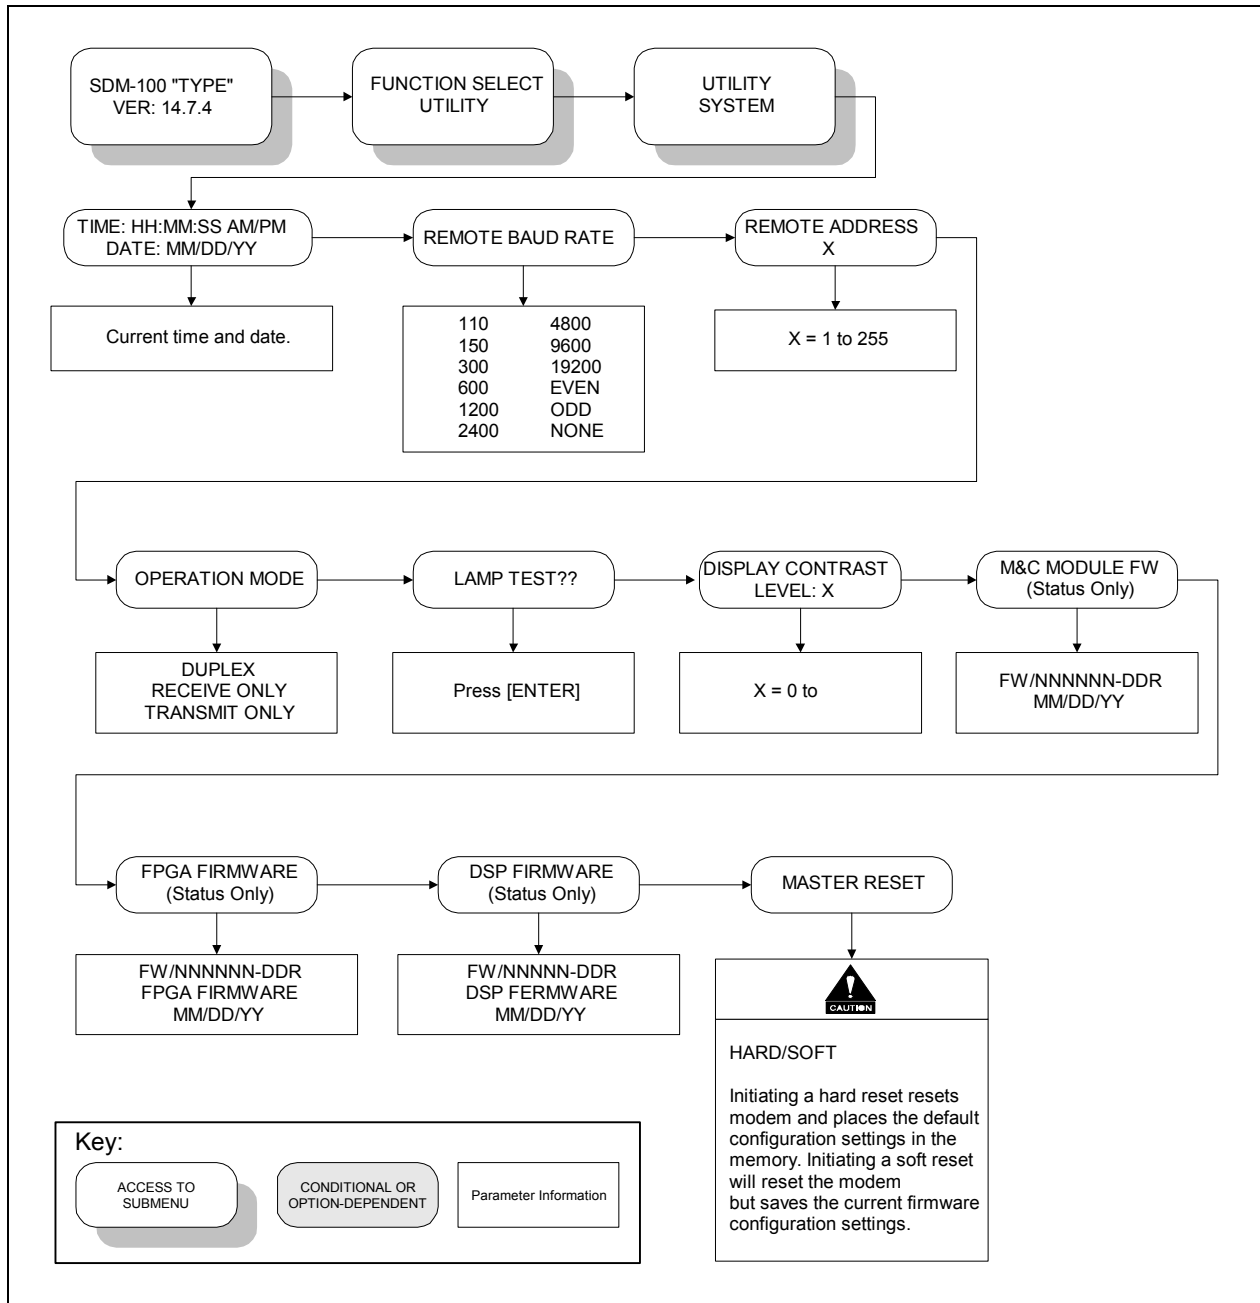 SDM-100 "TYPE"
VER: 14.7.4
FUNCTION SELECT
UTILITY
UTILITY
SYSTEM
TIME: HH:MM:SS AM/PM
DATE: MM/DD/YY
REMOTE BAUD RATE
REMOTE ADDRESS
X
Current time and date.
110 4800
150 9600
300 19200
600 EVEN
1200 ODD
2400 NONE
X = 1 to 255
OPERATION MODE
LAMP TEST??
DISPLAY CONTRAST
LEVEL: X
M&C MODULE FW
(Status Only)
DUPLEX
RECEIVE ONLY
TRANSMIT ONLY
Press [ENTER]
X = 0 to
FW/NNNNNN-DDR
MM/DD/YY
FPGA FIRMWARE
(Status Only)
DSP FIRMWARE
(Status Only)
MASTER RESET
FW/NNNNNN-DDR
FPGA FIRMWARE
MM/DD/YY
FW/NNNNN-DDR
DSP FERMWARE
MM/DD/YY
CAUTION
HARD/SOFT
Initiating a hard reset resets
modem and places the default
configuration settings in the
memory. Initiating a soft reset
will reset the modem
but saves the current firmware
configuration settings.
Key:
ACCESS TO
SUBMENU
CONDITIONAL OR
OPTION-DEPENDENT
Parameter Information